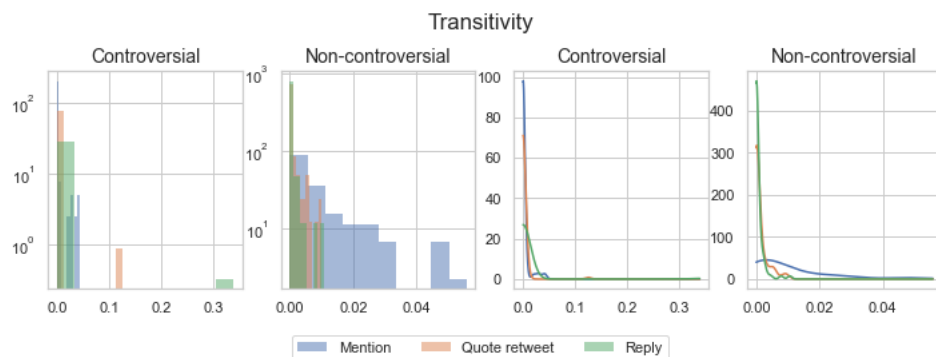 Transitivity
Controversial
Non-controversial
Controversial
Non-controversial
10²
10¹
10⁰
0.0 0.1 0.2 0.3
10³
10²
10¹
0.00 0.02 0.04
100
80
60
40
20
0
0.0 0.1 0.2 0.3
400
300
200
100
0
0.00 0.02 0.04
Mention Quote retweet Reply